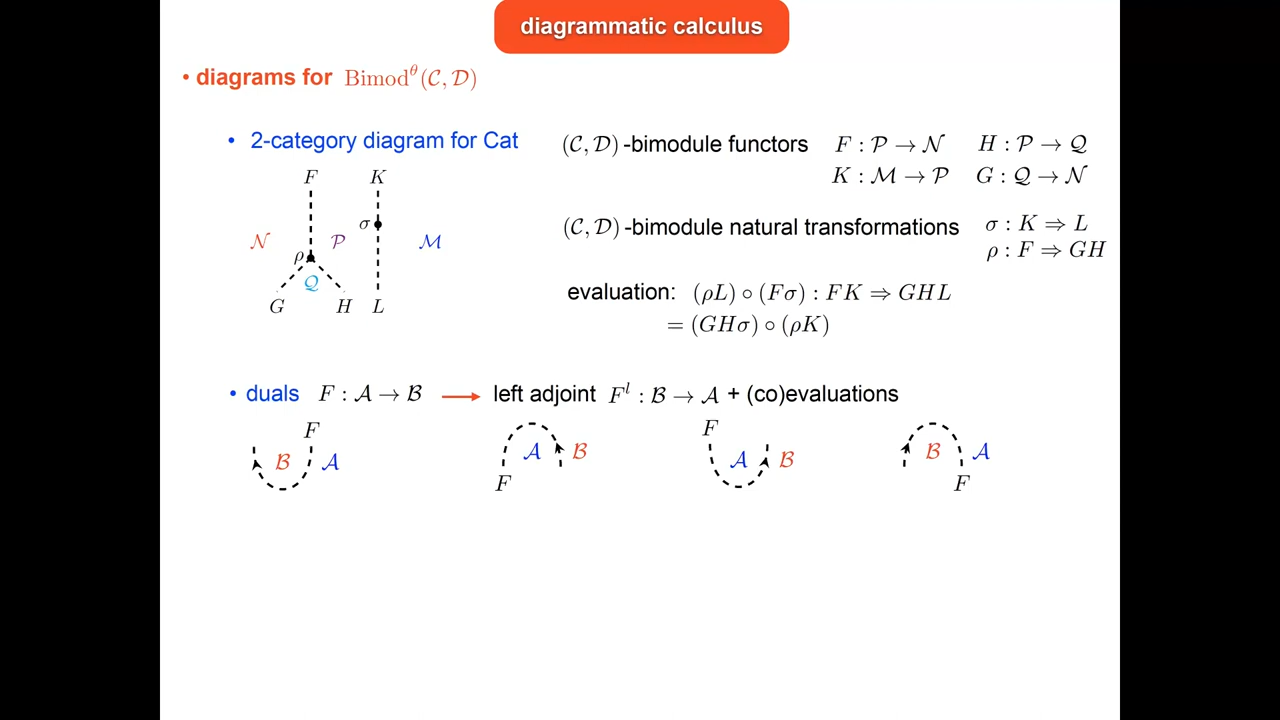 diagrammatic calculus
• diagrams for Bimod^θ(𝒞, 𝒟)
• 2-category diagram for Cat
(𝒞, 𝒟)-bimodule functors F : 𝒫 → 𝒩 H : 𝒫 → 𝒬
K : ℳ → 𝒫 G : 𝒬 → 𝒩
F K
σ
𝒩 𝒫 ℳ
ρ
𝒬
G H L
(𝒞, 𝒟)-bimodule natural transformations σ : K ⇒ L
ρ : F ⇒ GH
evaluation: (ρL) ∘ (Fσ) : FK ⇒ GHL
= (GHσ) ∘ (ρK)
• duals F : 𝒜 → ℬ ⟶ left adjoint F^l : ℬ → 𝒜 + (co)evaluations
F
ℬ 𝒜
𝒜 ℬ
F
F
𝒜 ℬ
ℬ 𝒜
F